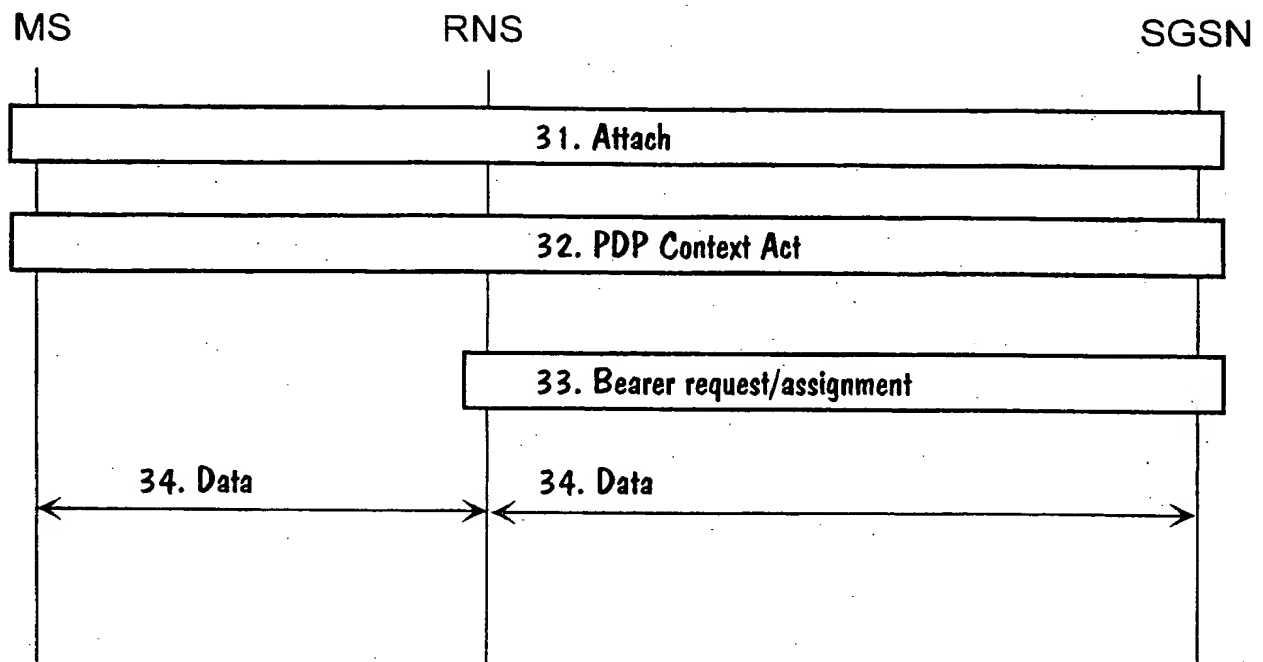 MS RNS SGSN
31. Attach
32. PDP Context Act
33. Bearer request/assignment
34. Data 34. Data